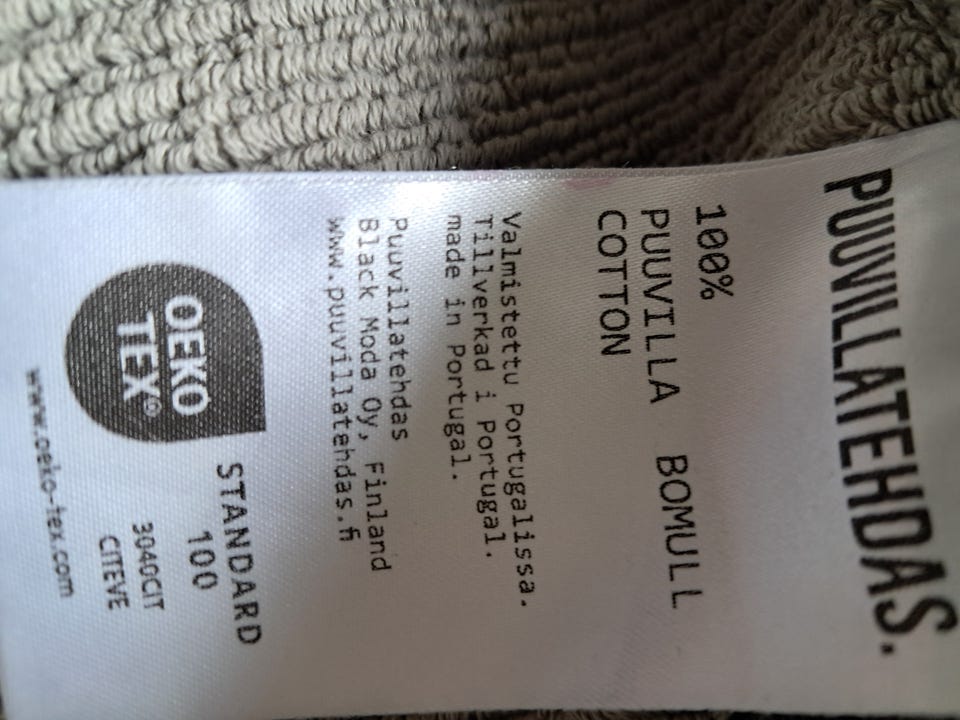 PUUVILLATEHDAS.
100%
PUUVILLA BOMULL
COTTON
Valmistettu Portugalissa.
Tillverkad i Portugal.
made in Portugal.
Puuvillatehdas
Black Moda Oy, Finland
www.puuvillatehdas.fi
OEKO
TEX®
STANDARD
100
3040CIT
CITEVE
www.oeko-tex.com